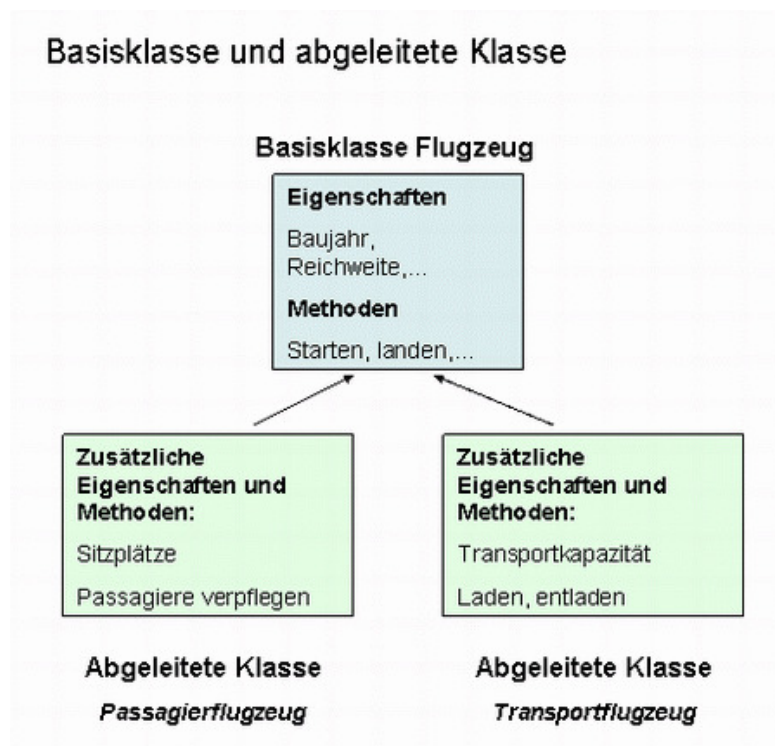 Basisklasse und abgeleitete Klasse
Basisklasse Flugzeug
Eigenschaften
Baujahr,
Reichweite,...
Methoden
Starten, landen,...
Zusätzliche
Eigenschaften und
Methoden:
Sitzplätze
Passagiere verpflegen
Abgeleitete Klasse
Passagierflugzeug
Zusätzliche
Eigenschaften und
Methoden:
Transportkapazität
Laden, entladen
Abgeleitete Klasse
Transportflugzeug